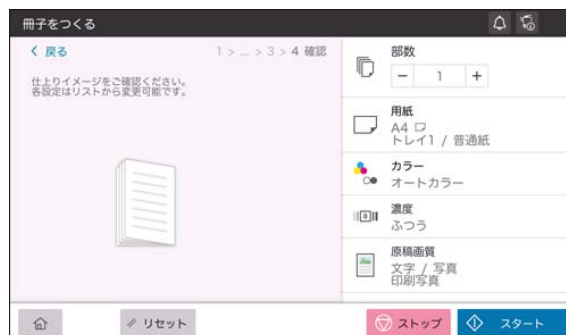 冊子をつくる
戻る
1 > ... > 3 > 4 確認
仕上りイメージをご確認ください。
各設定はリストから変更可能です。
部数
− 1 +
用紙
A4
トレイ1 / 普通紙
カラー
オートカラー
濃度
ふつう
原稿画質
文字 / 写真
印刷写真
リセット
ストップ
スタート